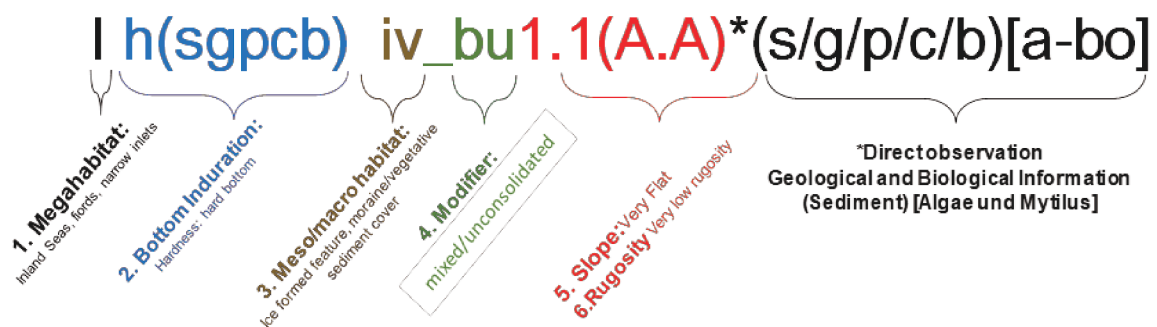 I h(sgpcb) iv_bu1.1(A.A)*(s/g/p/c/b)[a-bo]
1. Megahabitat:
Inland Seas, fiords, narrow inlets
2. Bottom Induration:
Hardness: hard bottom
3. Meso/macro habitat:
Ice formed feature, moraine/vegetative
sediment cover
4. Modifier:
mixed/unconsolidated
5. Slope: Very Flat
6.Rugosity Very low rugosity
*Direct observation
Geological and Biological Information
(Sediment) [Algae und Mytilus]